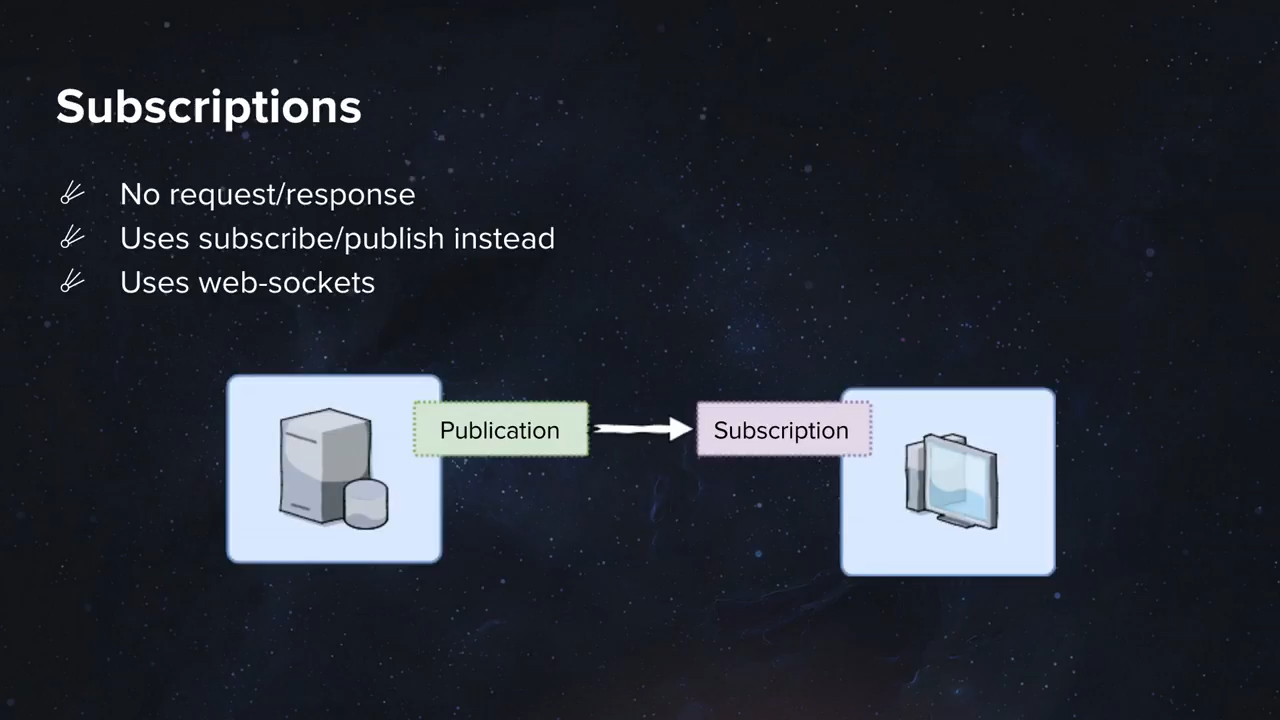 Subscriptions
No request/response
Uses subscribe/publish instead
Uses web-sockets
Publication
Subscription